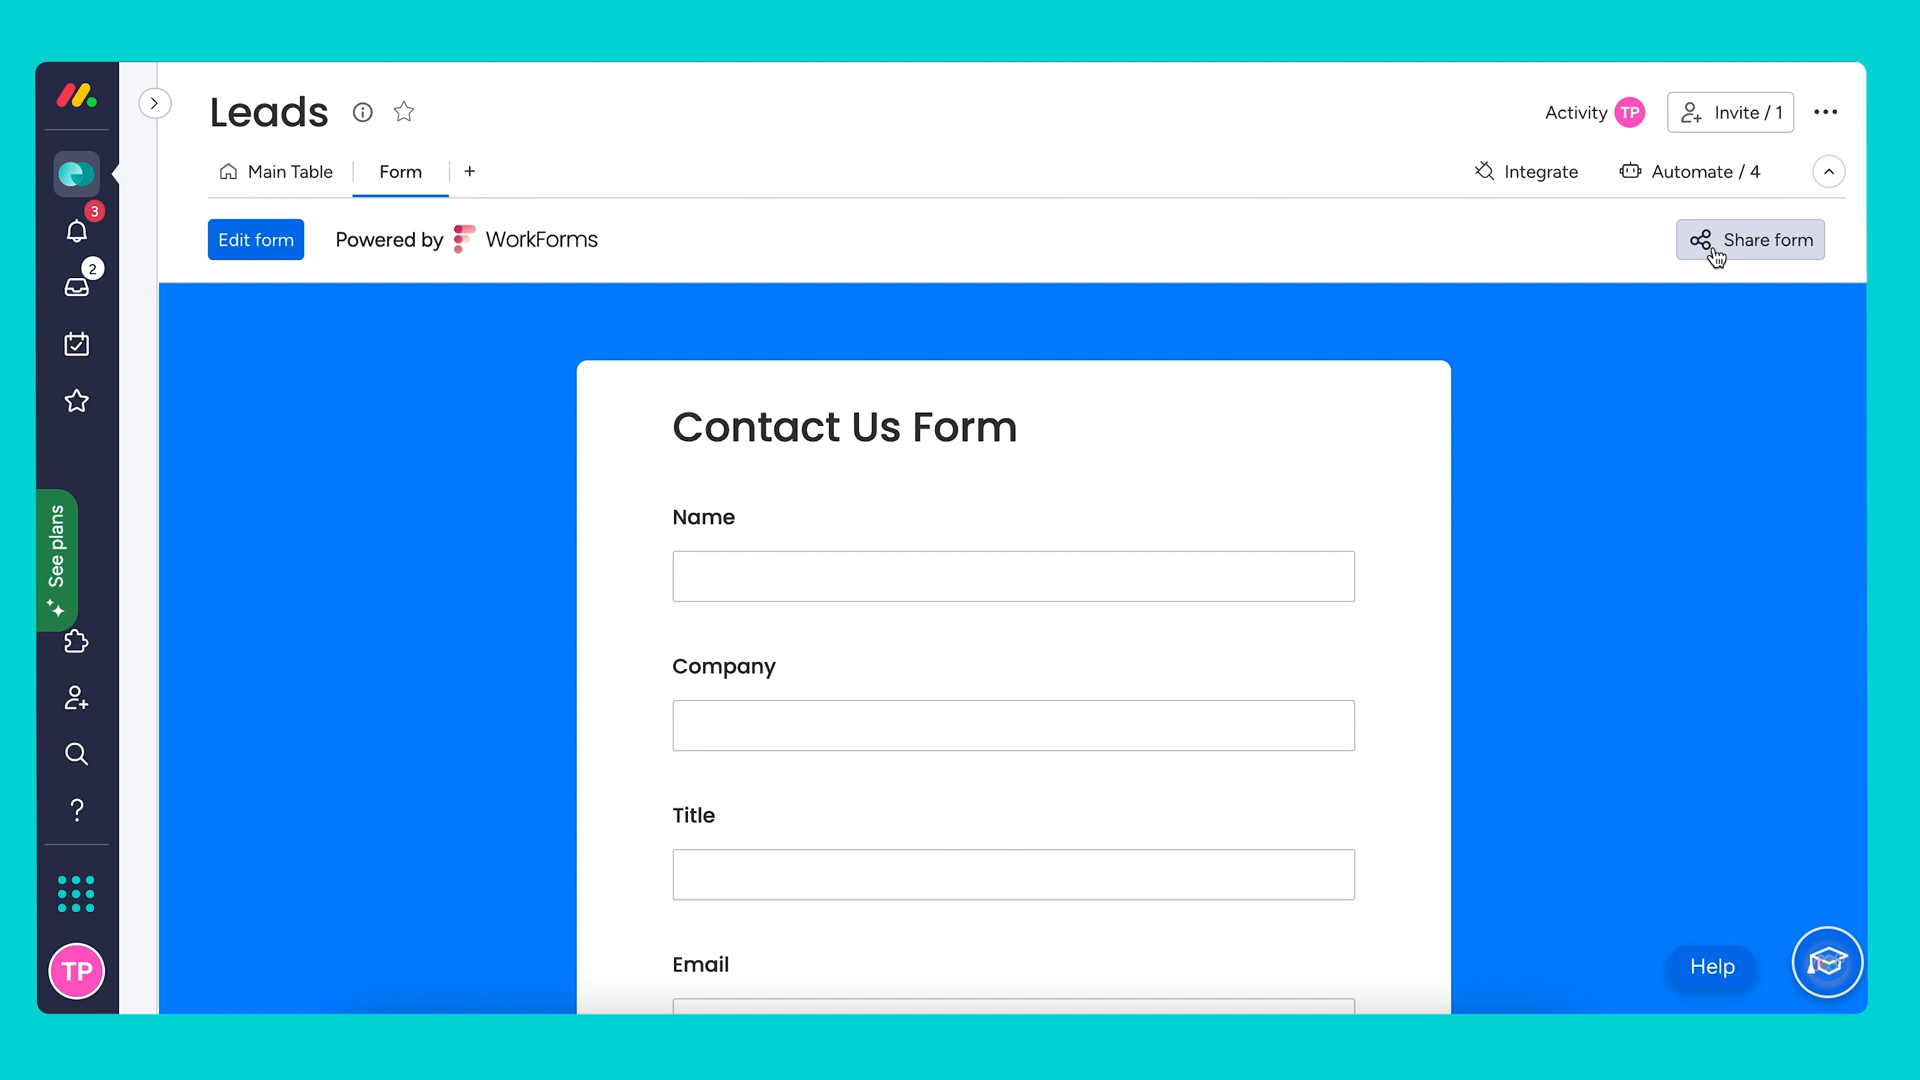 Leads
Activity TP Invite / 1
Main Table Form +
Integrate Automate / 4
3
2
Edit form Powered by WorkForms Share form
Contact Us Form
Name
Company
See plans
Title
?
Email
TP
Help